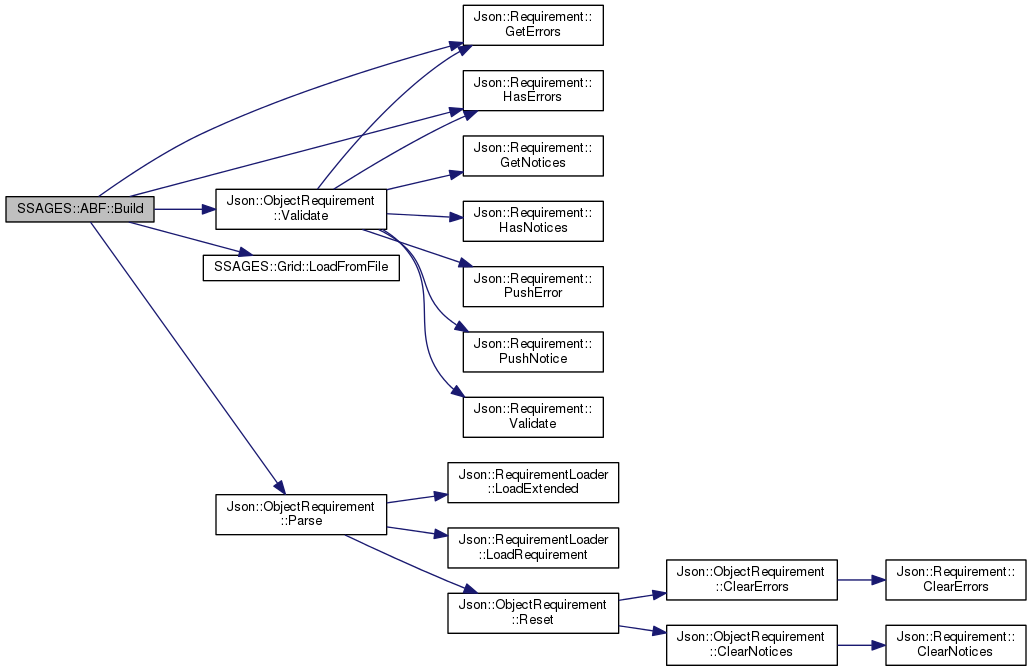 Json::Requirement::
GetErrors
Json::Requirement::
HasErrors
Json::Requirement::
GetNotices
SSAGES::ABF::Build
Json::ObjectRequirement
::Validate
Json::Requirement::
HasNotices
SSAGES::Grid::LoadFromFile
Json::Requirement::
PushError
Json::Requirement::
PushNotice
Json::Requirement::
Validate
Json::ObjectRequirement
::Parse
Json::RequirementLoader
::LoadExtended
Json::RequirementLoader
::LoadRequirement
Json::ObjectRequirement
::Reset
Json::ObjectRequirement
::ClearErrors
Json::Requirement::
ClearErrors
Json::ObjectRequirement
::ClearNotices
Json::Requirement::
ClearNotices